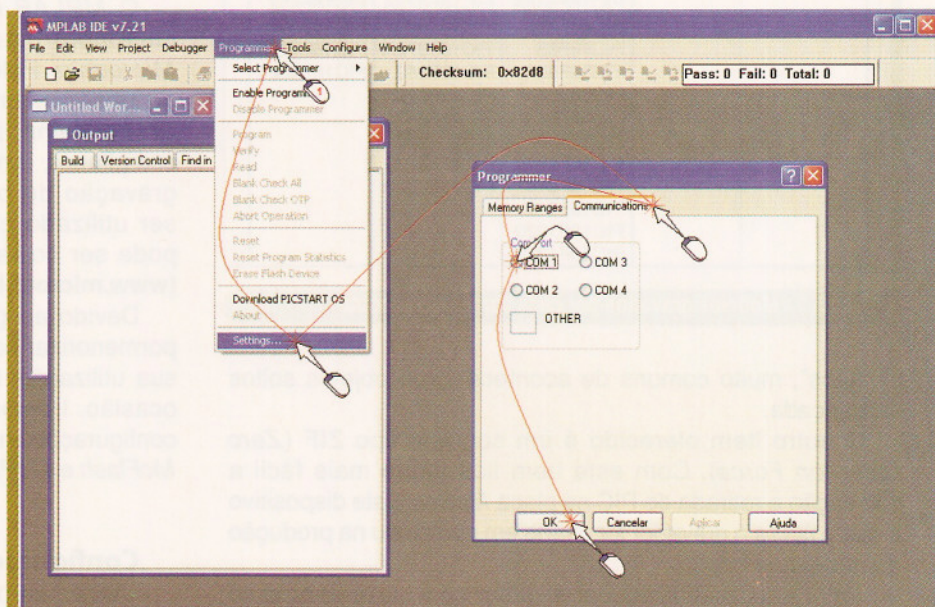 MPLAB IDE v7.21
File Edit View Project Debugger Programmer Tools Configure Window Help
Checksum: 0x82d8
Pass: 0 Fail: 0 Total: 0
Untitled Wor...
Output
Build Version Control Find in
Select Programmer
Enable Programm
1
Disable Programmer
Program
Verify
Read
Blank Check All
Blank Check OTP
Abort Operation
Reset
Reset Program Statistics
Erase Flash Device
Download PICSTART OS
About
Settings...
Programmer
Memory Ranges Communications
Com Port
COM 1 COM 3
COM 2 COM 4
OTHER
OK Cancelar Aplicar Ajuda